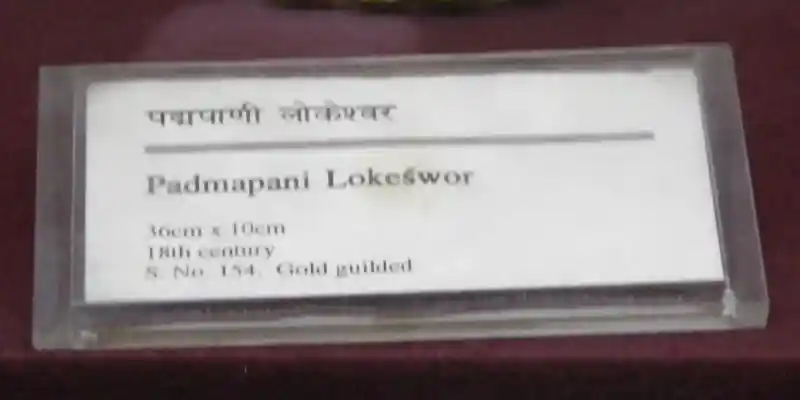 पद्मपाणी लोकेश्वर
Padmapani Lokeśwor
36cm x 10cm
18th century
S. No. 154. Gold guilded